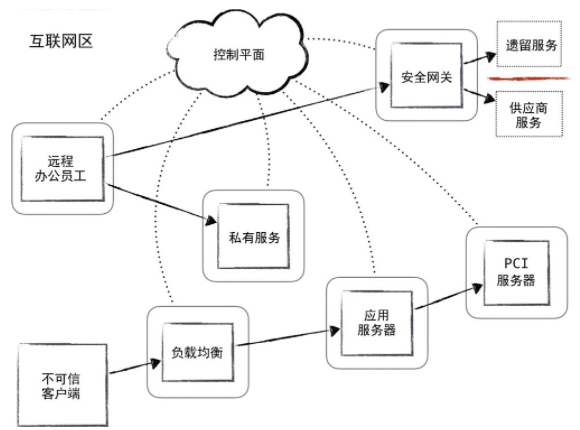 互联网区
控制平面
安全网关
遗留服务
供应商
服务
远程
办公员工
私有服务
PCI
服务器
应用
服务器
负载均衡
不可信
客户端